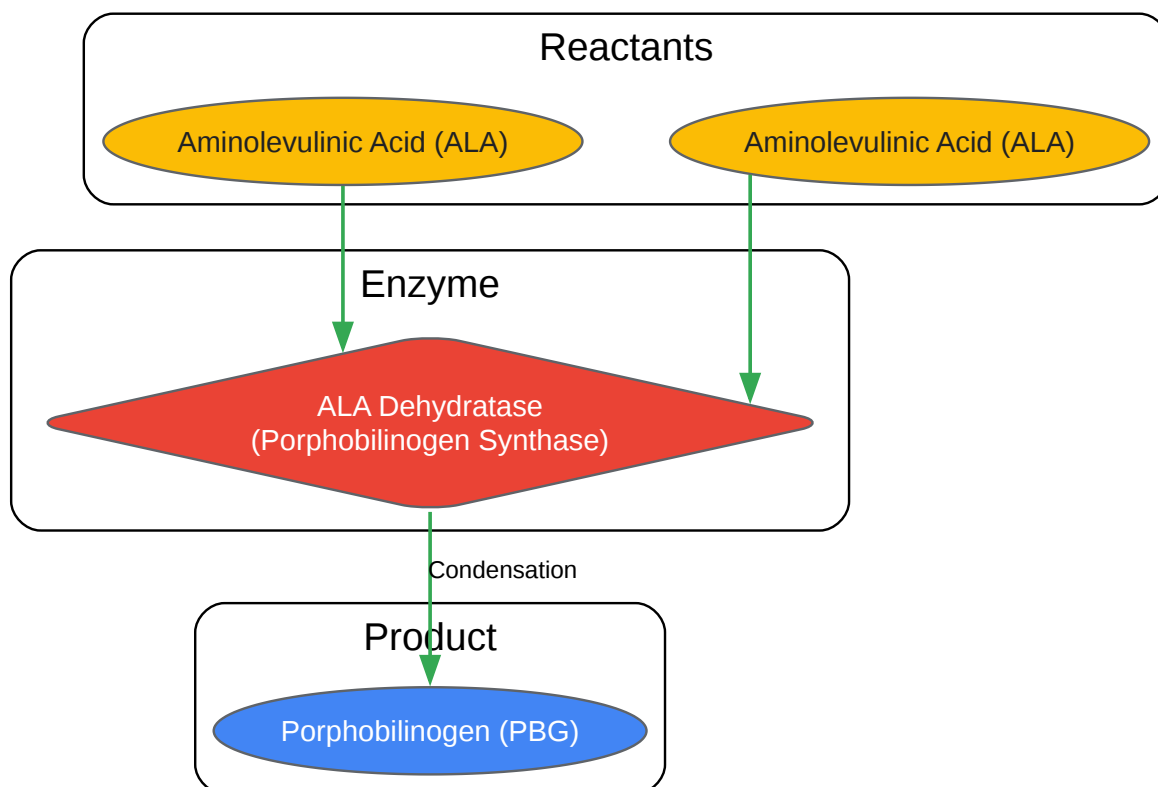 Reactants
Aminolevulinic Acid (ALA)
Aminolevulinic Acid (ALA)
Enzyme
ALA Dehydratase
(Porphobilinogen Synthase)
Condensation
Product
Porphobilinogen (PBG)